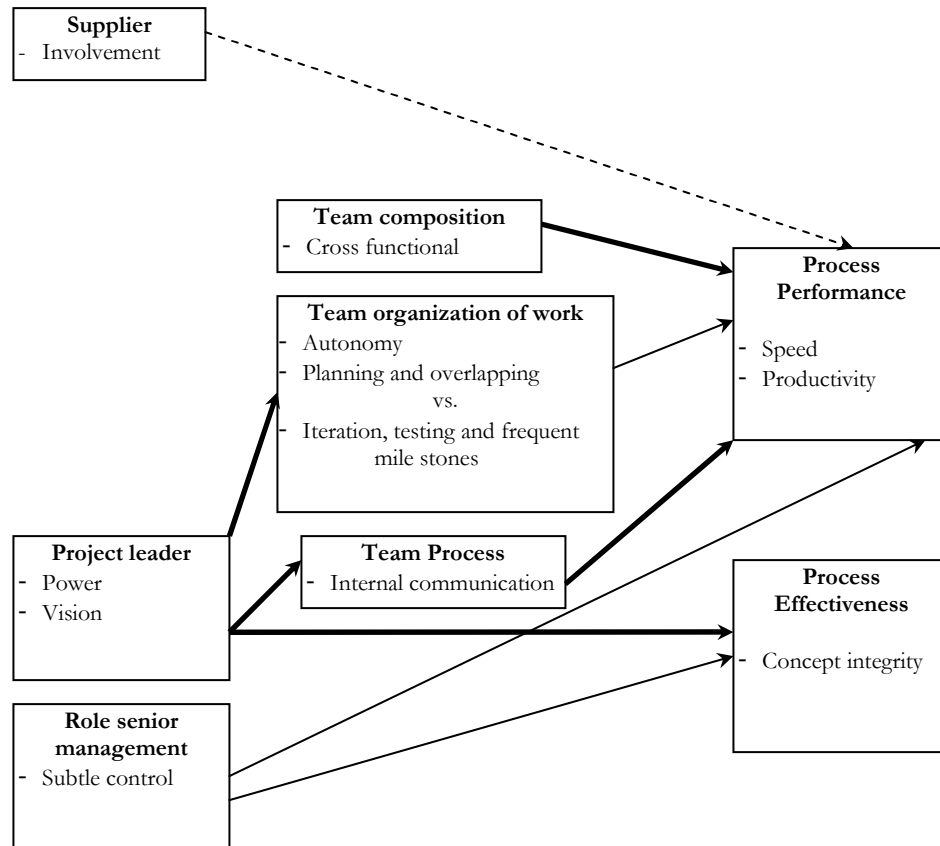 Supplier
- Involvement
Team composition
- Cross functional
Process
Performance
- Speed
- Productivity
Team organization of work
- Autonomy
- Planning and overlapping
vs.
- Iteration, testing and frequent
mile stones
Project leader
- Power
- Vision
Team Process
- Internal communication
Process
Effectiveness
- Concept integrity
Role senior
management
- Subtle control